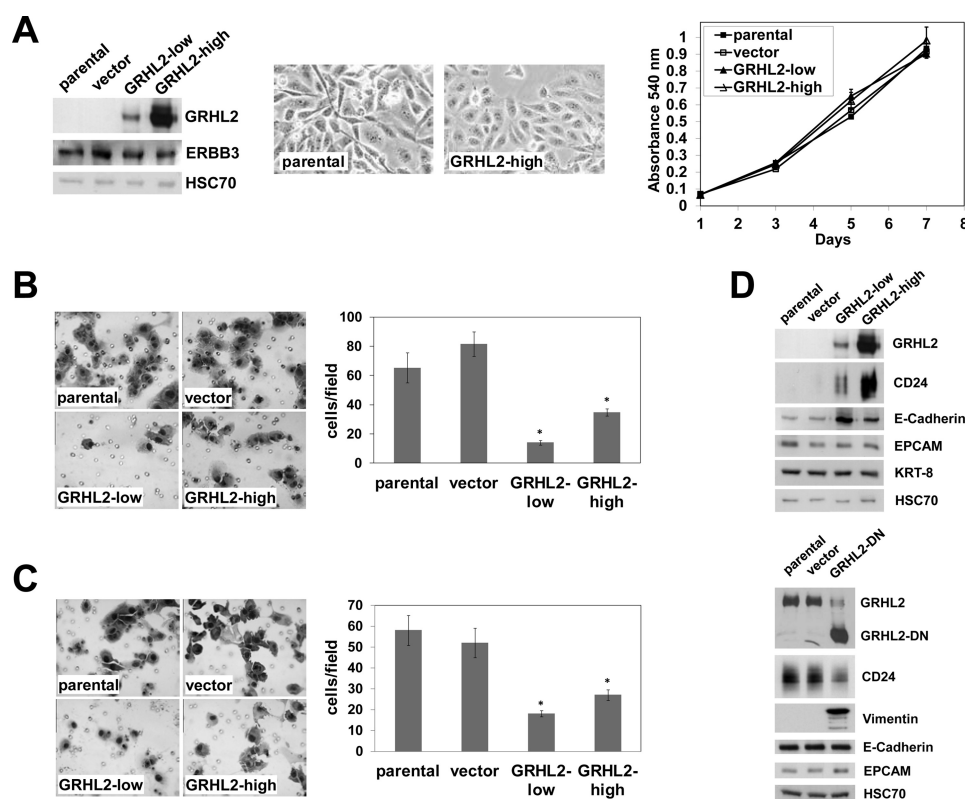 A
parental
vector
GRHL2-low
GRHL2-high
GRHL2
ERBB3
HSC70
parental
GRHL2-high
Absorbance 540 nm
1
0.9
0.8
0.7
0.6
0.5
0.4
0.3
0.2
0.1
0
parental
vector
GRHL2-low
GRHL2-high
1 2 3 4 5 6 7 8
Days
B
parental
vector
GRHL2-low
GRHL2-high
cells/field
100
80
60
40
20
0
*
*
parental
vector
GRHL2-
low
GRHL2-
high
C
parental
vector
GRHL2-low
GRHL2-high
cells/field
70
60
50
40
30
20
10
0
*
*
parental
vector
GRHL2-
low
GRHL2-
high
D
parental
vector
GRHL2-low
GRHL2-high
GRHL2
CD24
E-Cadherin
EPCAM
KRT-8
HSC70
parental
vector
GRHL2-DN
GRHL2
GRHL2-DN
CD24
Vimentin
E-Cadherin
EPCAM
HSC70